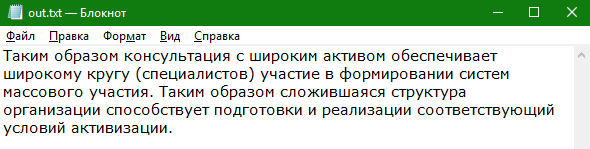 out.txt — Блокнот
Файл Правка Формат Вид Справка
Таким образом консультация с широким активом обеспечивает
широкому кругу (специалистов) участие в формировании систем
массового участия. Таким образом сложившаяся структура
организации способствует подготовки и реализации соответствующий
условий активизации.